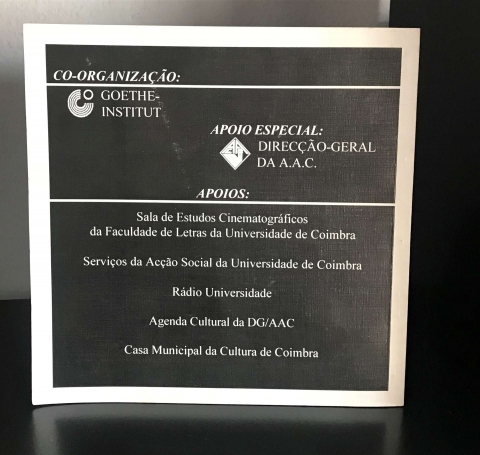 CO-ORGANIZAÇÃO:
GOETHE-
INSTITUT
APOIO ESPECIAL:
DIRECÇÃO-GERAL
DA A.A.C.
APOIOS:
Sala de Estudos Cinematográficos
da Faculdade de Letras da Universidade de Coimbra
Serviços da Acção Social da Universidade de Coimbra
Rádio Universidade
Agenda Cultural da DG/AAC
Casa Municipal da Cultura de Coimbra